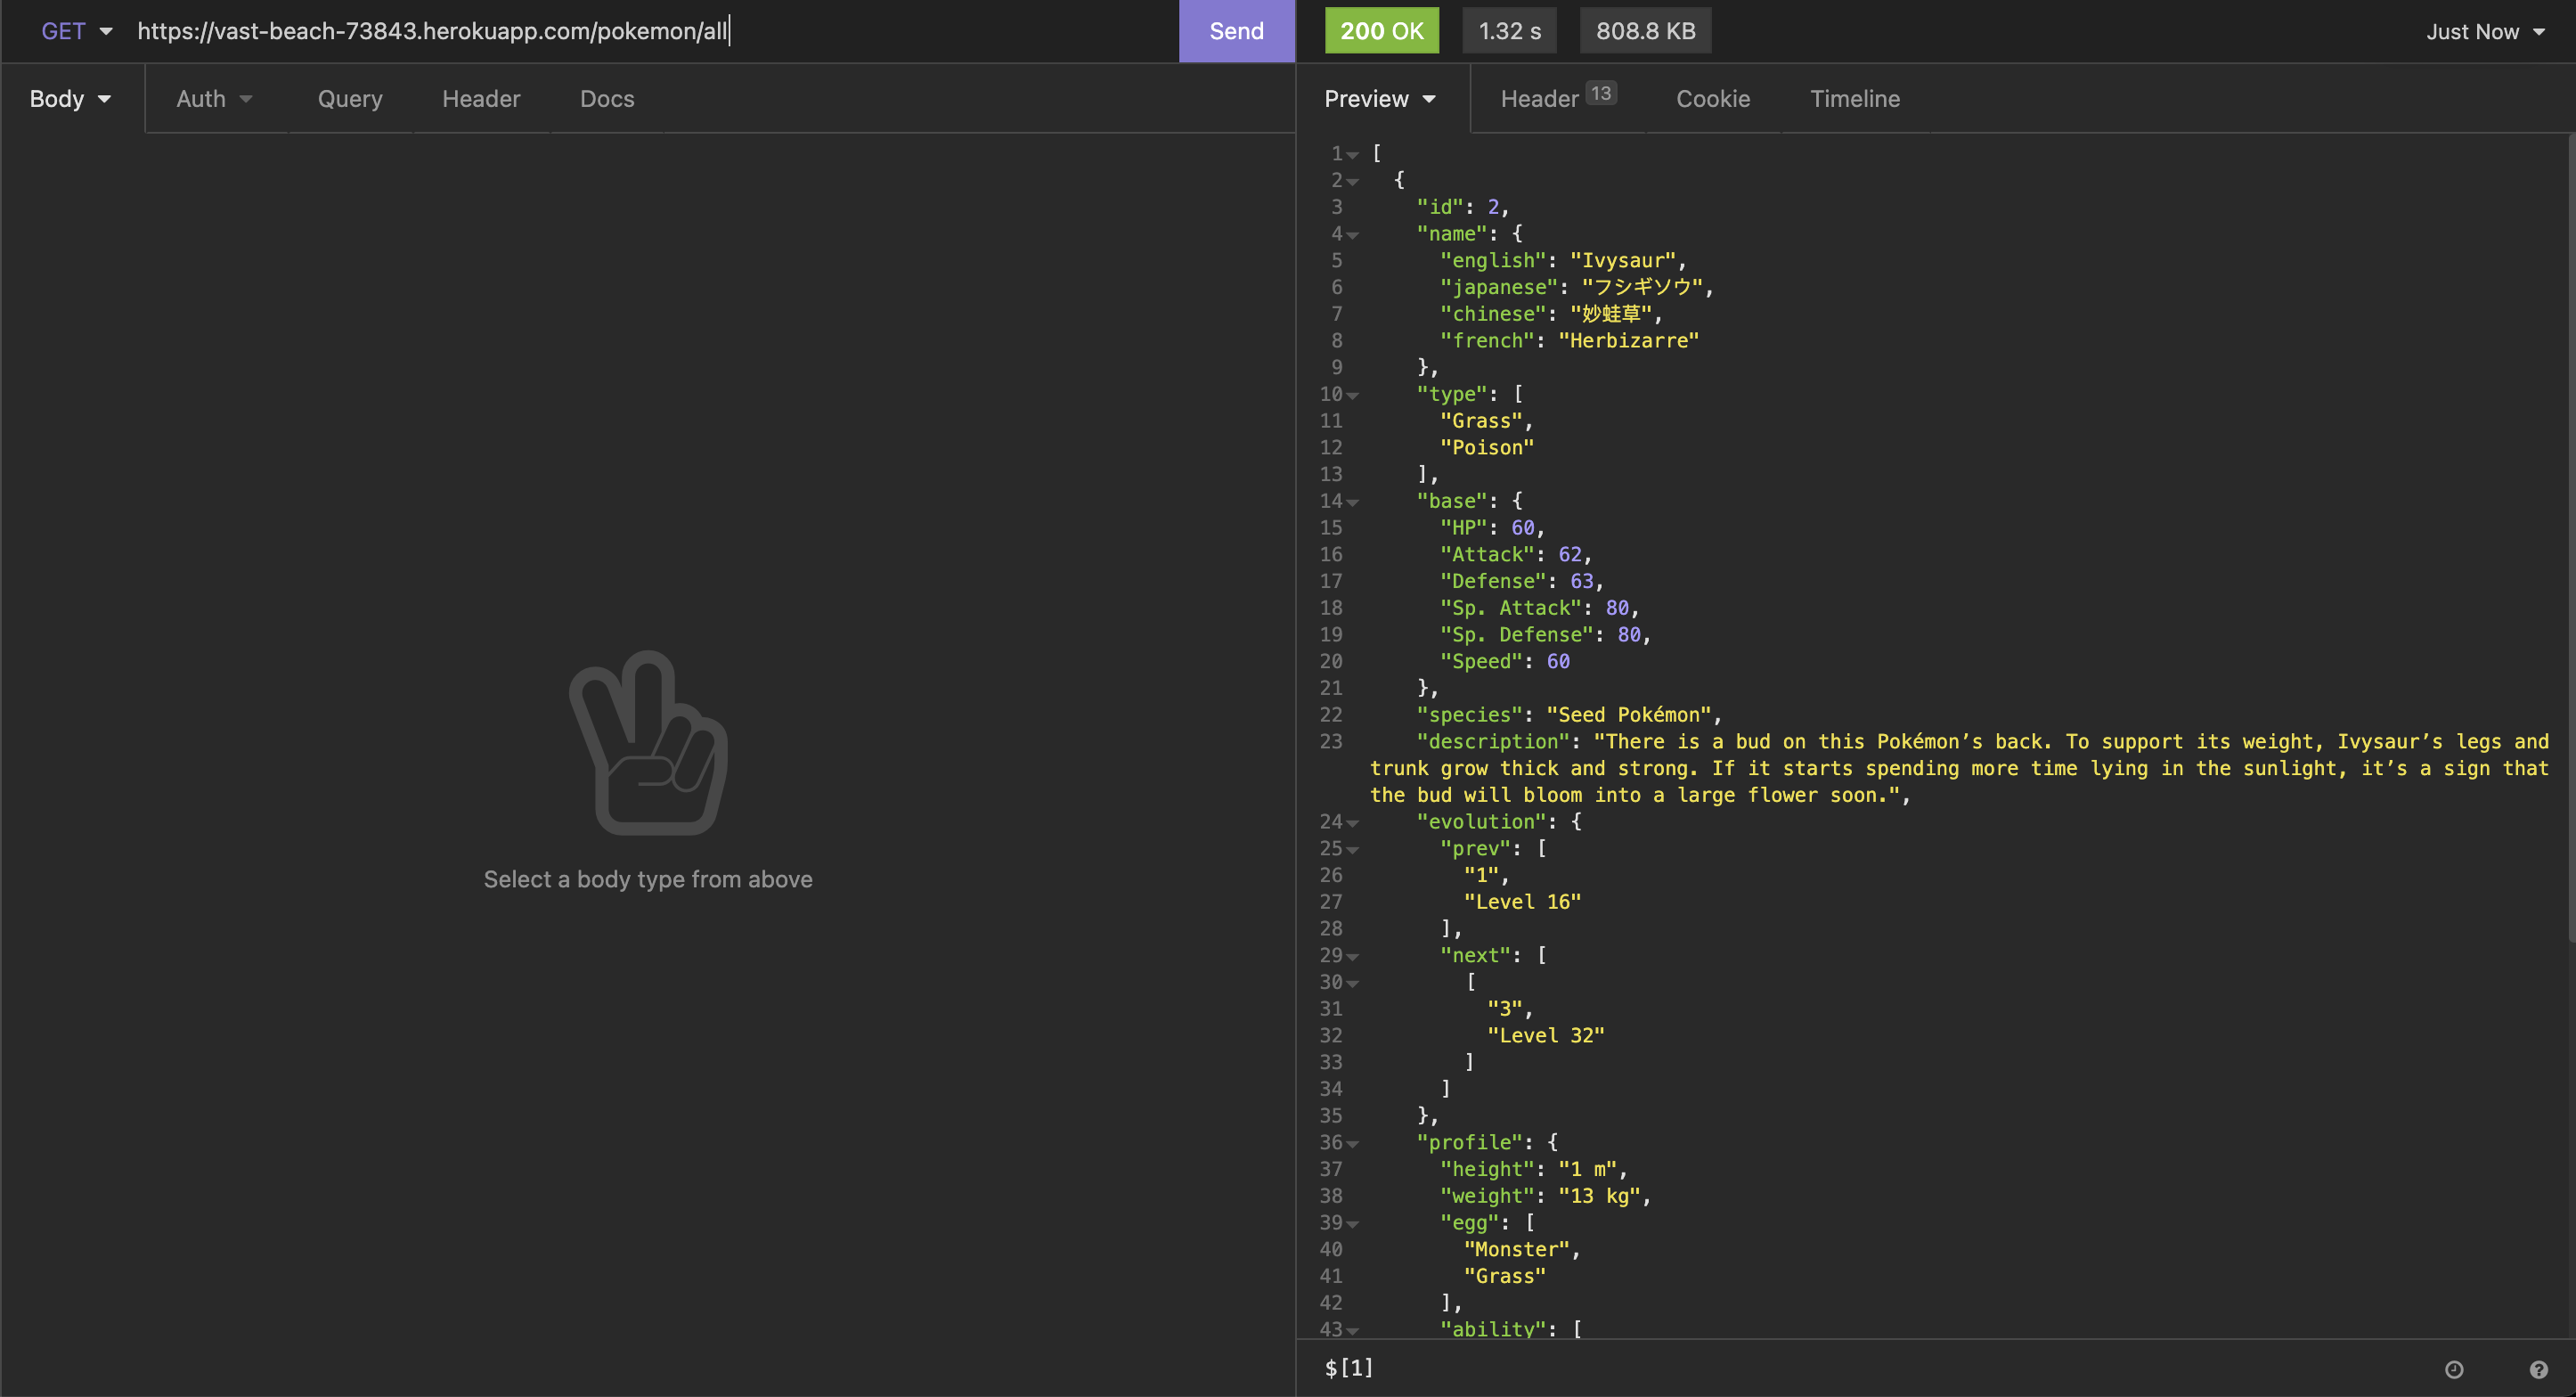 GET https://vast-beach-73843.herokuapp.com/pokemon/all Send
200 OK 1.32 s 808.8 KB Just Now
Body Auth Query Header Docs
Preview Header 13 Cookie Timeline
Select a body type from above
1 [
2 {
3 "id": 2,
4 "name": {
5 "english": "Ivysaur",
6 "japanese": "フシギソウ",
7 "chinese": "妙蛙草",
8 "french": "Herbizarre"
9 },
10 "type": [
11 "Grass",
12 "Poison"
13 ],
14 "base": {
15 "HP": 60,
16 "Attack": 62,
17 "Defense": 63,
18 "Sp. Attack": 80,
19 "Sp. Defense": 80,
20 "Speed": 60
21 },
22 "species": "Seed Pokémon",
23 "description": "There is a bud on this Pokémon’s back. To support its weight, Ivysaur’s legs and
trunk grow thick and strong. If it starts spending more time lying in the sunlight, it’s a sign that
the bud will bloom into a large flower soon.",
24 "evolution": {
25 "prev": [
26 "1",
27 "Level 16"
28 ],
29 "next": [
30 [
31 "3",
32 "Level 32"
33 ]
34 ]
35 },
36 "profile": {
37 "height": "1 m",
38 "weight": "13 kg",
39 "egg": [
40 "Monster",
41 "Grass"
42 ],
43 "ability": [
$[1]